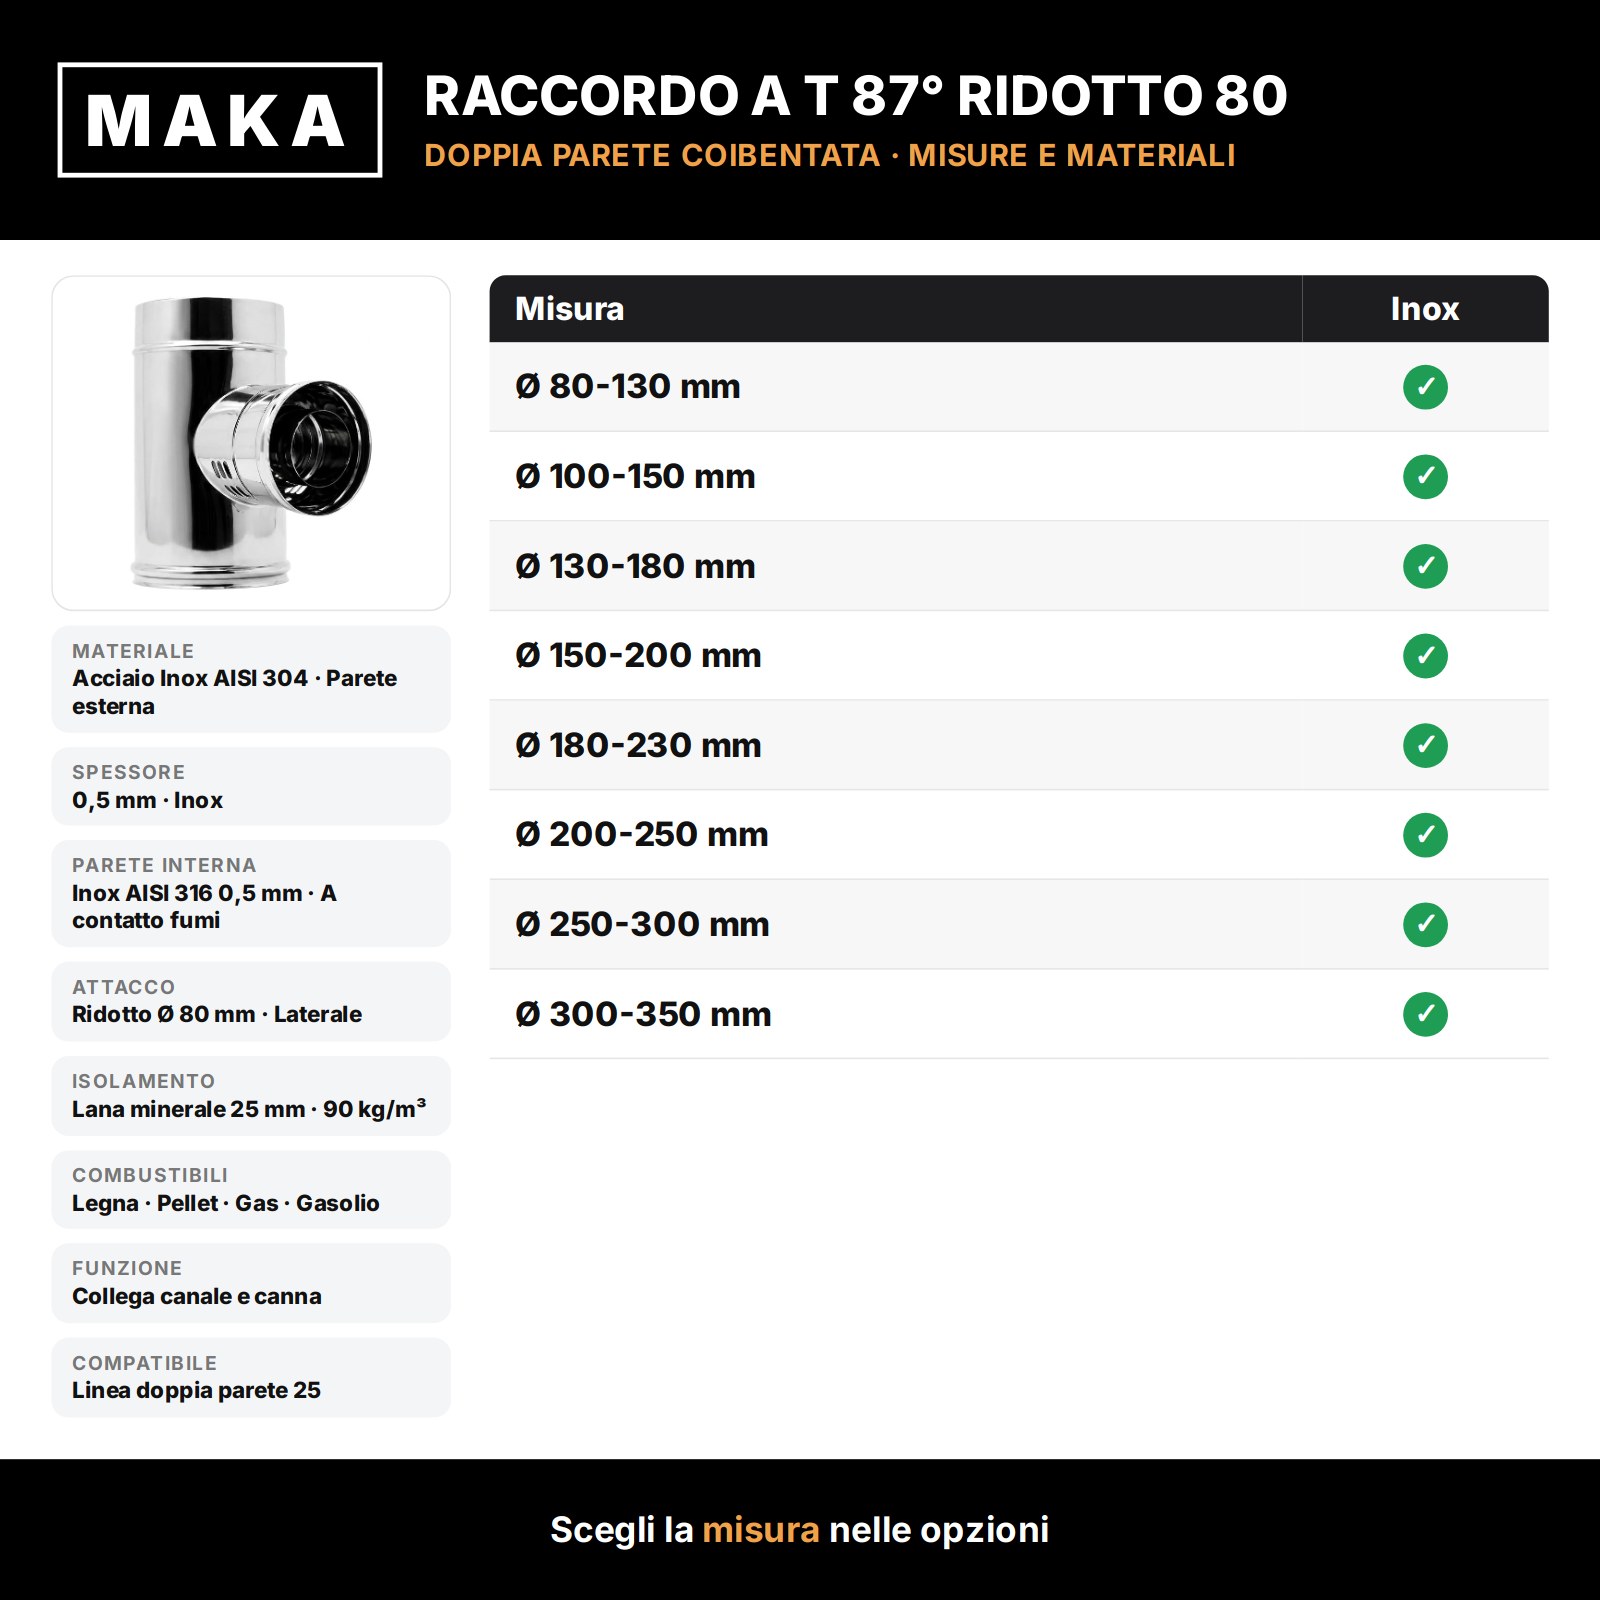 MAKA
RACCORDO A T 87° RIDOTTO 80
DOPPIA PARETE COIBENTATA · MISURE E MATERIALI
MATERIALE
Acciaio Inox AISI 304 · Parete
esterna
SPESSORE
0,5 mm · Inox
PARETE INTERNA
Inox AISI 316 0,5 mm · A
contatto fumi
ATTACCO
Ridotto Ø 80 mm · Laterale
ISOLAMENTO
Lana minerale 25 mm · 90 kg/m³
COMBUSTIBILI
Legna · Pellet · Gas · Gasolio
FUNZIONE
Collega canale e canna
COMPATIBILE
Linea doppia parete 25
Misura Inox
Ø 80-130 mm ✓
Ø 100-150 mm ✓
Ø 130-180 mm ✓
Ø 150-200 mm ✓
Ø 180-230 mm ✓
Ø 200-250 mm ✓
Ø 250-300 mm ✓
Ø 300-350 mm ✓
Scegli la misura nelle opzioni